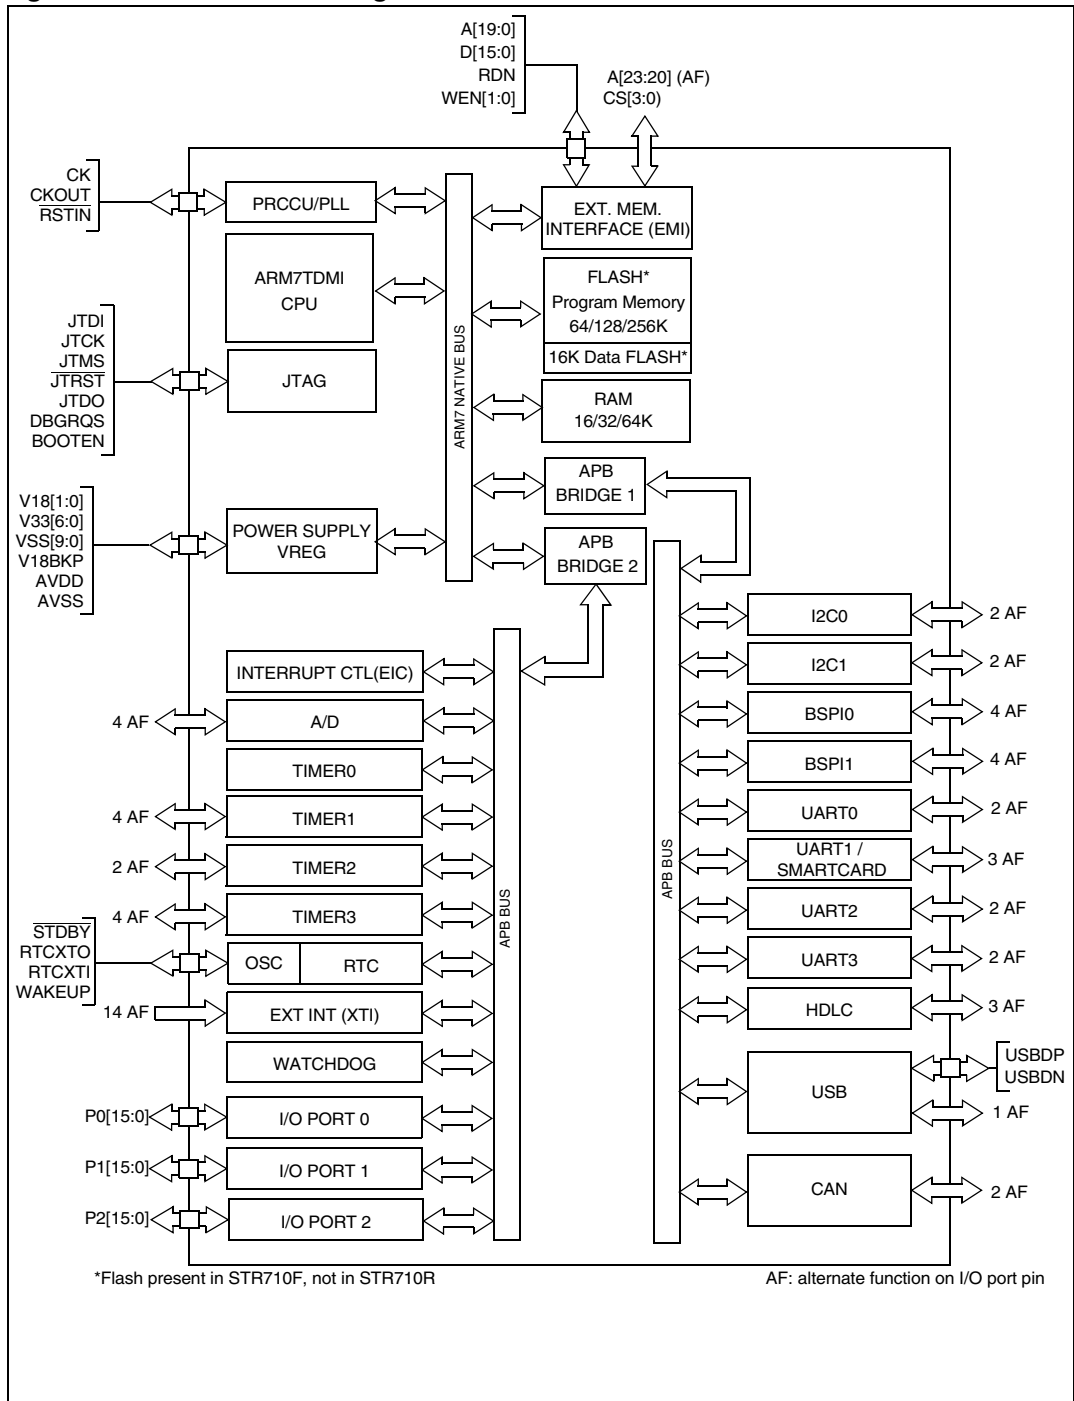 A[19:0]
D[15:0]
RDN
WEN[1:0]
A[23:20] (AF)
CS[3:0)
CK
CKOUT
RSTIN
PRCCU/PLL
EXT. MEM.
INTERFACE (EMI)
ARM7TDMI
CPU
FLASH*
Program Memory
64/128/256K
16K Data FLASH*
JTDI
JTCK
JTMS
JTRST
JTDO
DBGRQS
BOOTEN
JTAG
ARM7 NATIVE BUS
RAM
16/32/64K
APB
BRIDGE 1
V18[1:0]
V33[6:0]
VSS[9:0]
V18BKP
AVDD
AVSS
POWER SUPPLY
VREG
APB
BRIDGE 2
INTERRUPT CTL(EIC)
4 AF
A/D
TIMER0
4 AF
TIMER1
2 AF
TIMER2
4 AF
TIMER3
STDBY
RTCXTO
RTCXTI
WAKEUP
OSC
RTC
14 AF
EXT INT (XTI)
WATCHDOG
P0[15:0]
I/O PORT 0
P1[15:0]
I/O PORT 1
P2[15:0]
I/O PORT 2
APB BUS
APB BUS
I2C0
2 AF
I2C1
2 AF
BSPI0
4 AF
BSPI1
4 AF
UART0
2 AF
UART1 /
SMARTCARD
3 AF
UART2
2 AF
UART3
2 AF
HDLC
3 AF
USB
USBDP
USBDN
1 AF
CAN
2 AF
*Flash present in STR710F, not in STR710R
AF: alternate function on I/O port pin